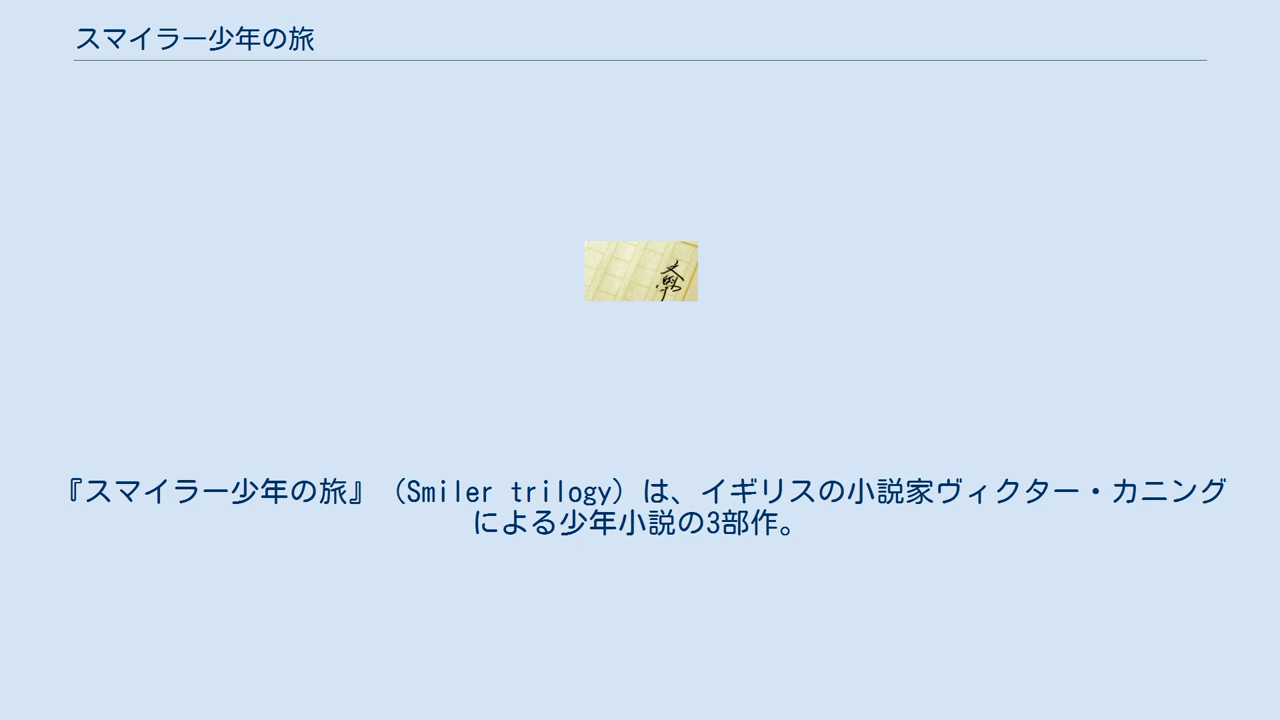 スマイラー少年の旅
『スマイラー少年の旅』（Smiler trilogy）は、イギリスの小説家ヴィクター・カニング
による少年小説の3部作。